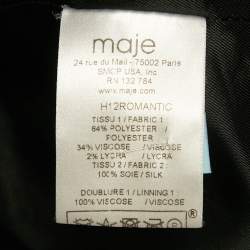 maje
24 rue du Mail - 75002 Paris
SMCP USA, Inc
RN 132 784
www.maje.com
H12ROMANTIC
TISSU 1 / FABRIC 1 :
64% POLYESTER /
POLYESTER
34% VISCOSE / VISCOSE
2% LYCRA / LYCRA ®
TISSU 2 / FABRIC 2 :
100% SOIE / SILK
DOUBLURE 1 / LINNING 1 :
100% VISCOSE / VISCOSE